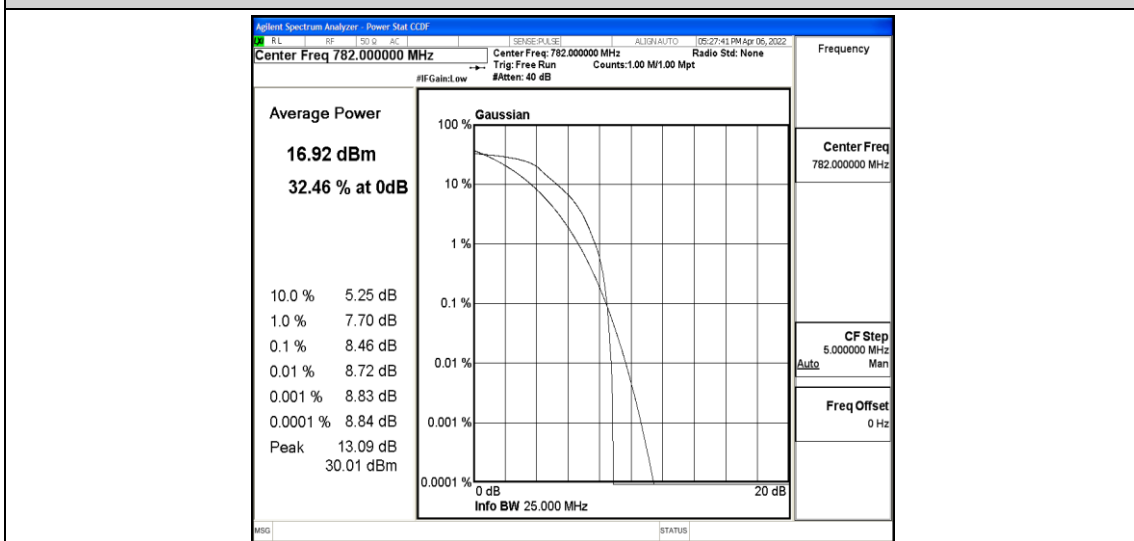 Agilent Spectrum Analyzer - Power Stat CCDF
RL RF 50 Ω AC SENSE:PULSE ALIGN AUTO 05:27:41 PM Apr 06, 2022
Center Freq 782.000000 MHz
Center Freq: 782.000000 MHz Radio Std: None
Trig: Free Run Counts:1.00 M/1.00 Mpt
#IFGain:Low #Atten: 40 dB
Frequency
Average Power
16.92 dBm
32.46 % at 0dB
10.0 % 5.25 dB
1.0 % 7.70 dB
0.1 % 8.46 dB
0.01 % 8.72 dB
0.001 % 8.83 dB
0.0001 % 8.84 dB
Peak 13.09 dB
30.01 dBm
Gaussian
100 %
10 %
1 %
0.1 %
0.01 %
0.001 %
0.0001 %
0 dB 20 dB
Info BW 25.000 MHz
Center Freq
782.000000 MHz
CF Step
5.000000 MHz
Auto Man
Freq Offset
0 Hz
MSG STATUS